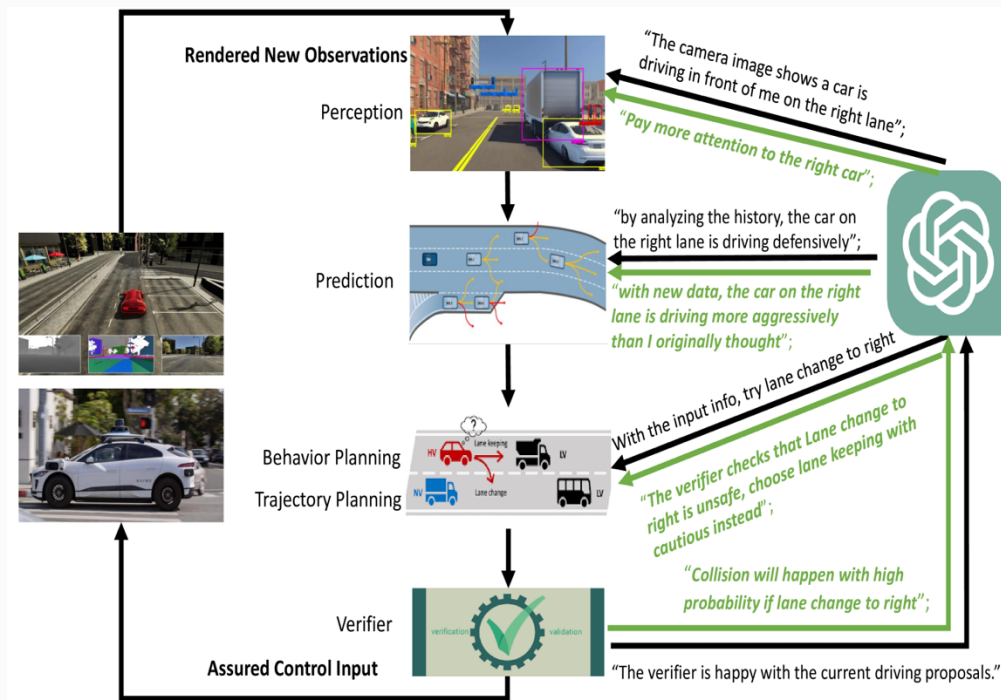 Rendered New Observations
Perception
“The camera image shows a car is
driving in front of me on the right lane”;
“Pay more attention to the right car”;
Prediction
“by analyzing the history, the car on
the right lane is driving defensively”;
“with new data, the car on the right
lane is driving more aggressively
than I originally thought”;
With the input info, try lane change to right
“The verifier checks that Lane change to
right is unsafe, choose lane keeping with
cautious instead”;
Behavior Planning
Trajectory Planning
?
HV
Lane keeping
LV
NV
Lane change
LV
“Collision will happen with high
probability if lane change to right”;
Verifier
verification
validation
Assured Control Input
“The verifier is happy with the current driving proposals.”